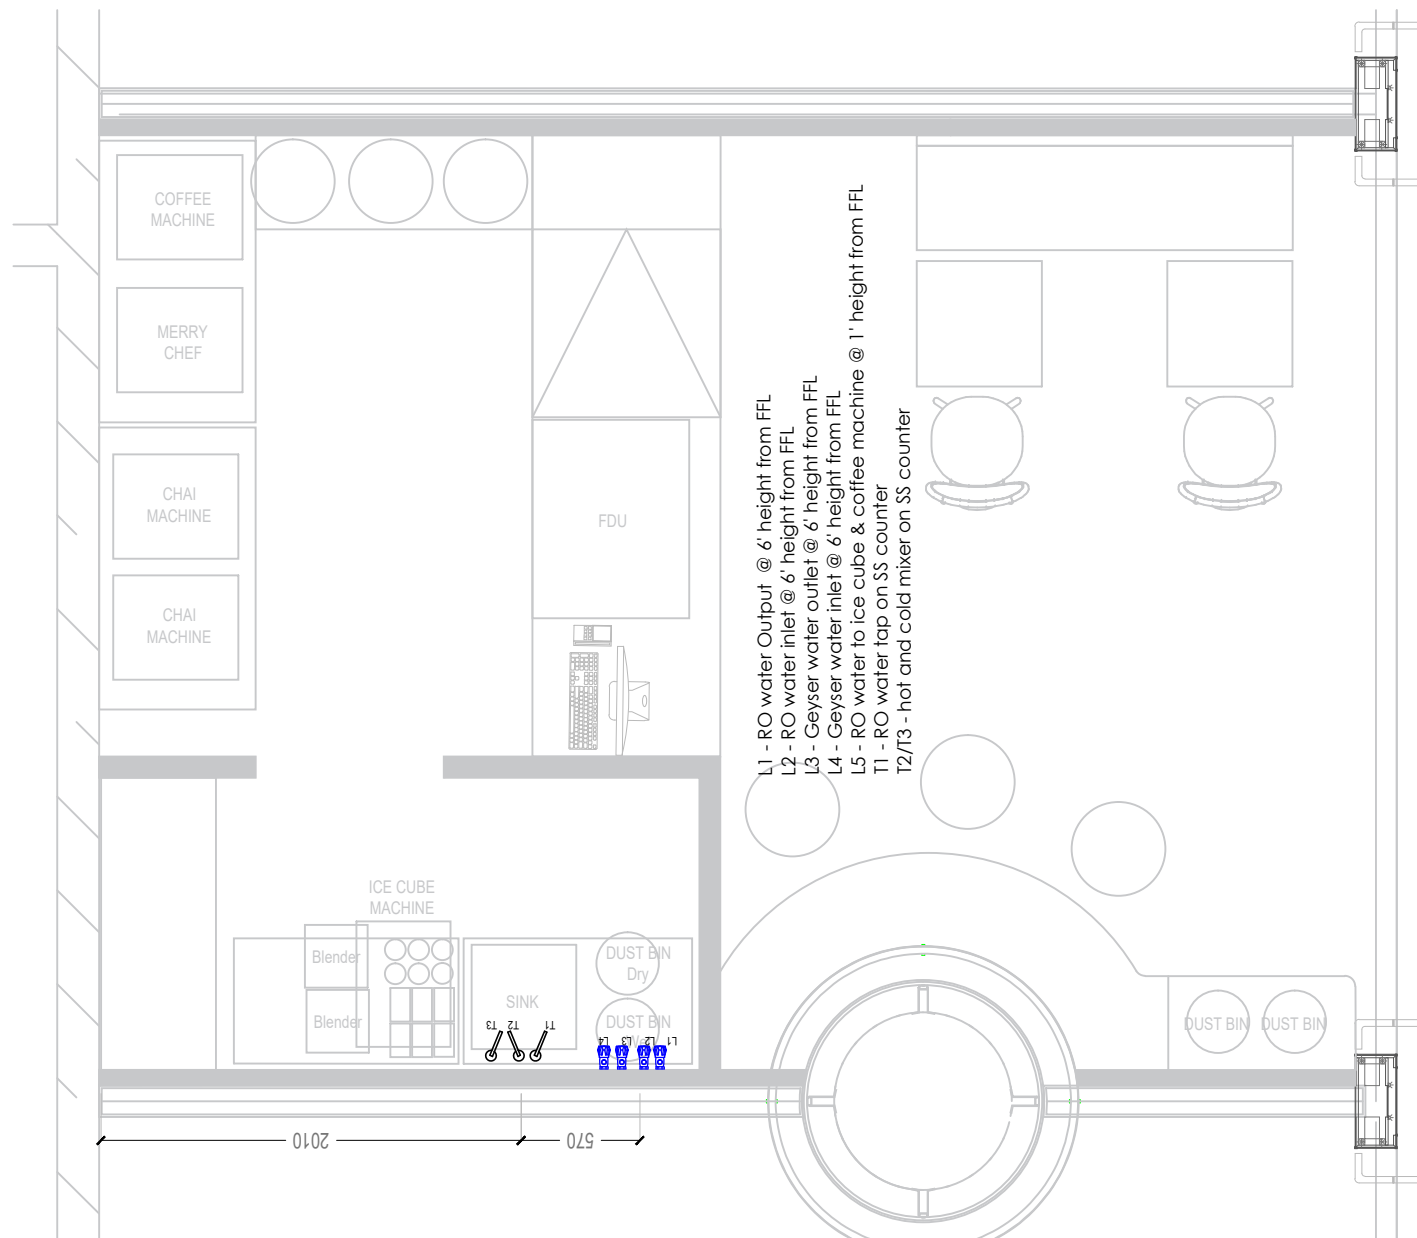 COFFEE
MACHINE
MERRY
CHEF
CHAI
MACHINE
CHAI
MACHINE
FDU
L1 - RO water Output @ 6' height from FFL
L2 - RO water inlet @ 6' height from FFL
L3 - Geyser water outlet @ 6' height from FFL
L4 - Geyser water inlet @ 6' height from FFL
L5 - RO water to ice cube & coffee machine @ 1' height from FFL
T1 - RO water tap on SS counter
T2/T3 - hot and cold mixer on SS counter
ICE CUBE
MACHINE
Blender
Blender
SINK
DUST BIN
Dry
DUST BIN
T3 T2 T1
L4 L3 L2 L1
DUST BIN
DUST BIN
2010
570